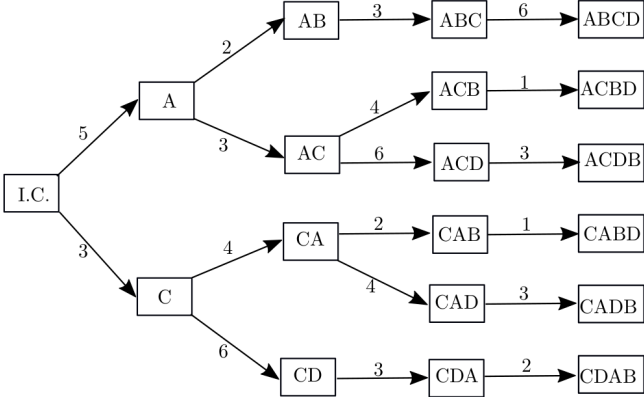 AB 3 ABC 6 ABCD
2
5 A
ACB 1 ACBD
4
3 AC 6 ACD 3 ACDB
I.C.
3
4 CA 2 CAB 1 CABD
4
C
CAD 3 CADB
6
CD 3 CDA 2 CDAB